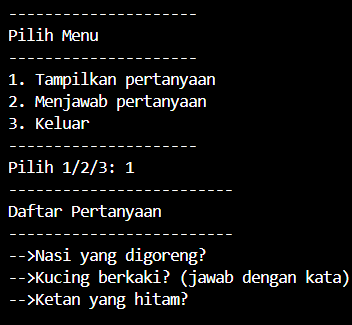 ---------------------
Pilih Menu
---------------------
1. Tampilkan pertanyaan
2. Menjawab pertanyaan
3. Keluar
---------------------
Pilih 1/2/3: 1
-------------------------
Daftar Pertanyaan
-------------------------
-->Nasi yang digoreng?
-->Kucing berkaki? (jawab dengan kata)
-->Ketan yang hitam?